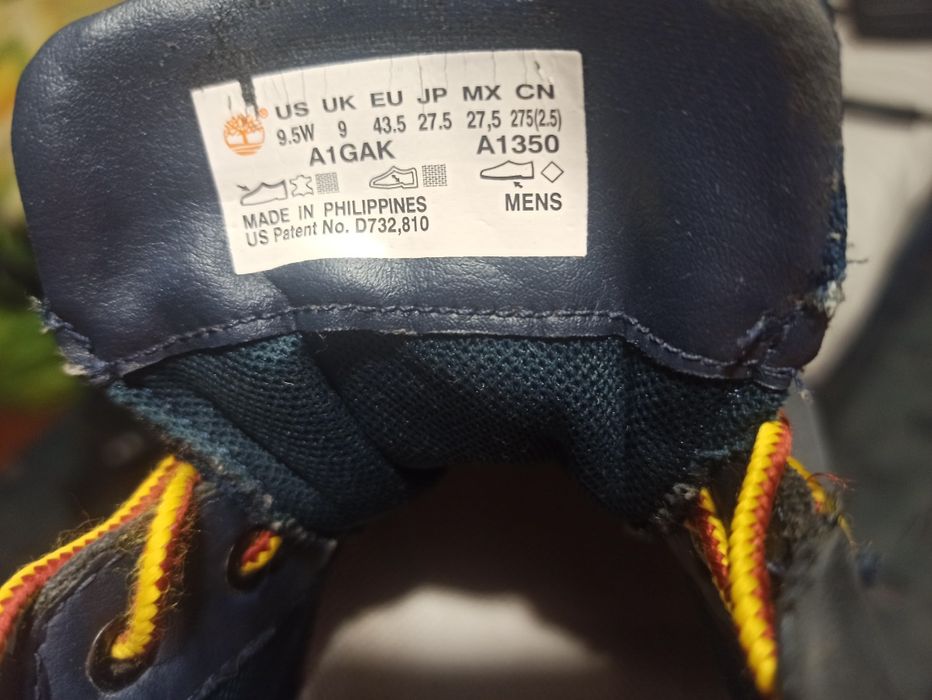 US UK EU JP MX CN
9.5W 9 43.5 27.5 27,5 275(2.5)
A1GAK A1350
MADE IN PHILIPPINES MENS
US Patent No. D732,810